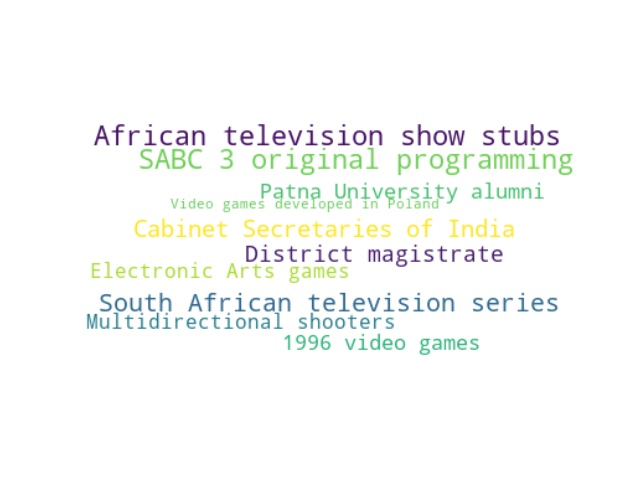 African television show stubs
SABC 3 original programming
Patna University alumni
Video games developed in Poland
Cabinet Secretaries of India
District magistrate
Electronic Arts games
South African television series
Multidirectional shooters
1996 video games